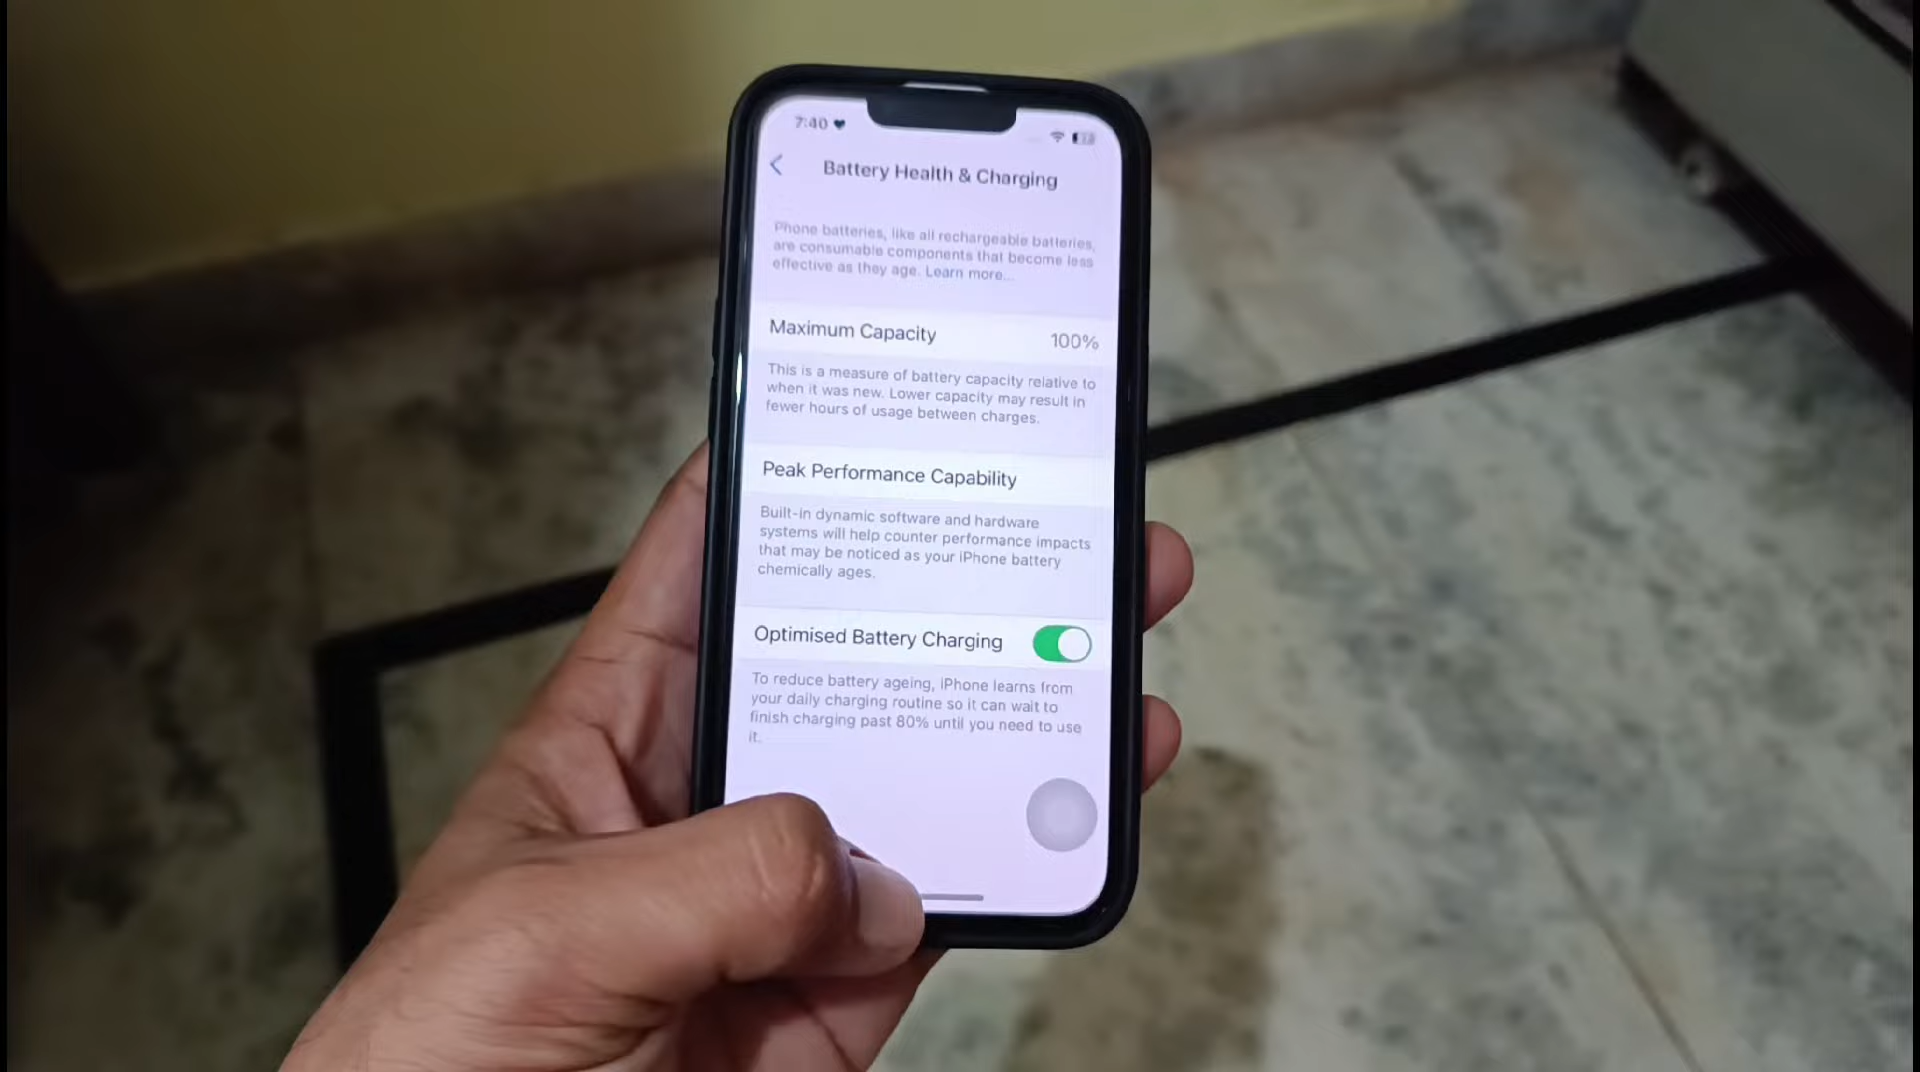 7:40
Battery Health & Charging
Phone batteries, like all rechargeable batteries,
are consumable components that become less
effective as they age. Learn more...
Maximum Capacity 100%
This is a measure of battery capacity relative to
when it was new. Lower capacity may result in
fewer hours of usage between charges.
Peak Performance Capability
Built-in dynamic software and hardware
systems will help counter performance impacts
that may be noticed as your iPhone battery
chemically ages.
Optimised Battery Charging
To reduce battery ageing, iPhone learns from
your daily charging routine so it can wait to
finish charging past 80% until you need to use
it.